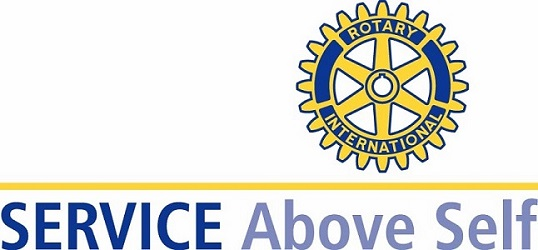 ROTARY
INTERNATIONAL
SERVICE Above Self